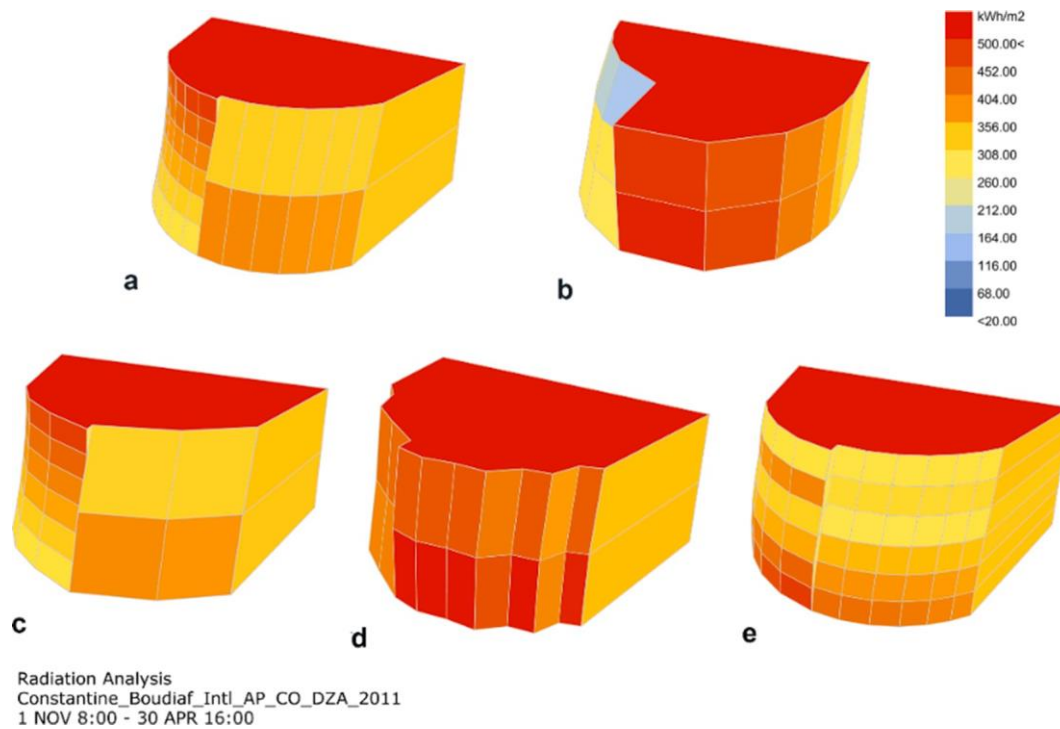 kWh/m2
500.00<
452.00
404.00
356.00
308.00
260.00
212.00
164.00
116.00
68.00
<20.00
a
b
c
d
e
Radiation Analysis
Constantine_Boudiaf_Intl_AP_CO_DZA_2011
1 NOV 8:00 - 30 APR 16:00